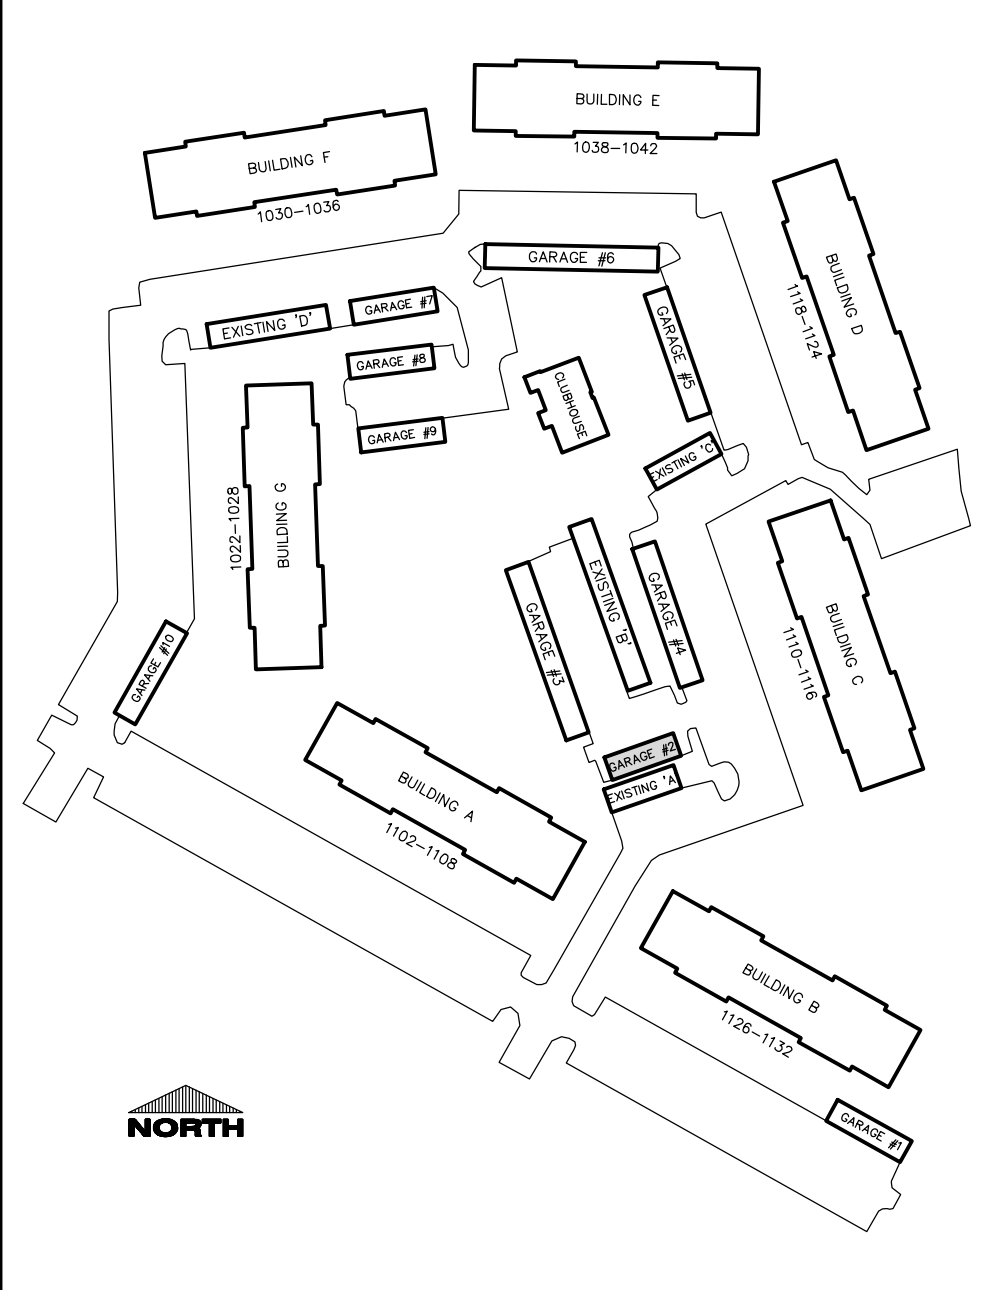 BUILDING E
1038-1042
BUILDING F
1030-1036
GARAGE #6
BUILDING D
1118-1124
GARAGE #7
EXISTING 'D'
GARAGE #5
GARAGE #8
CLUBHOUSE
GARAGE #9
EXISTING 'C'
BUILDING G
1022-1028
EXISTING 'B'
GARAGE #4
GARAGE #3
BUILDING C
1110-1116
GARAGE #10
GARAGE #2
EXISTING 'A
BUILDING A
1102-1108
BUILDING B
1126-1132
GARAGE #1
NORTH